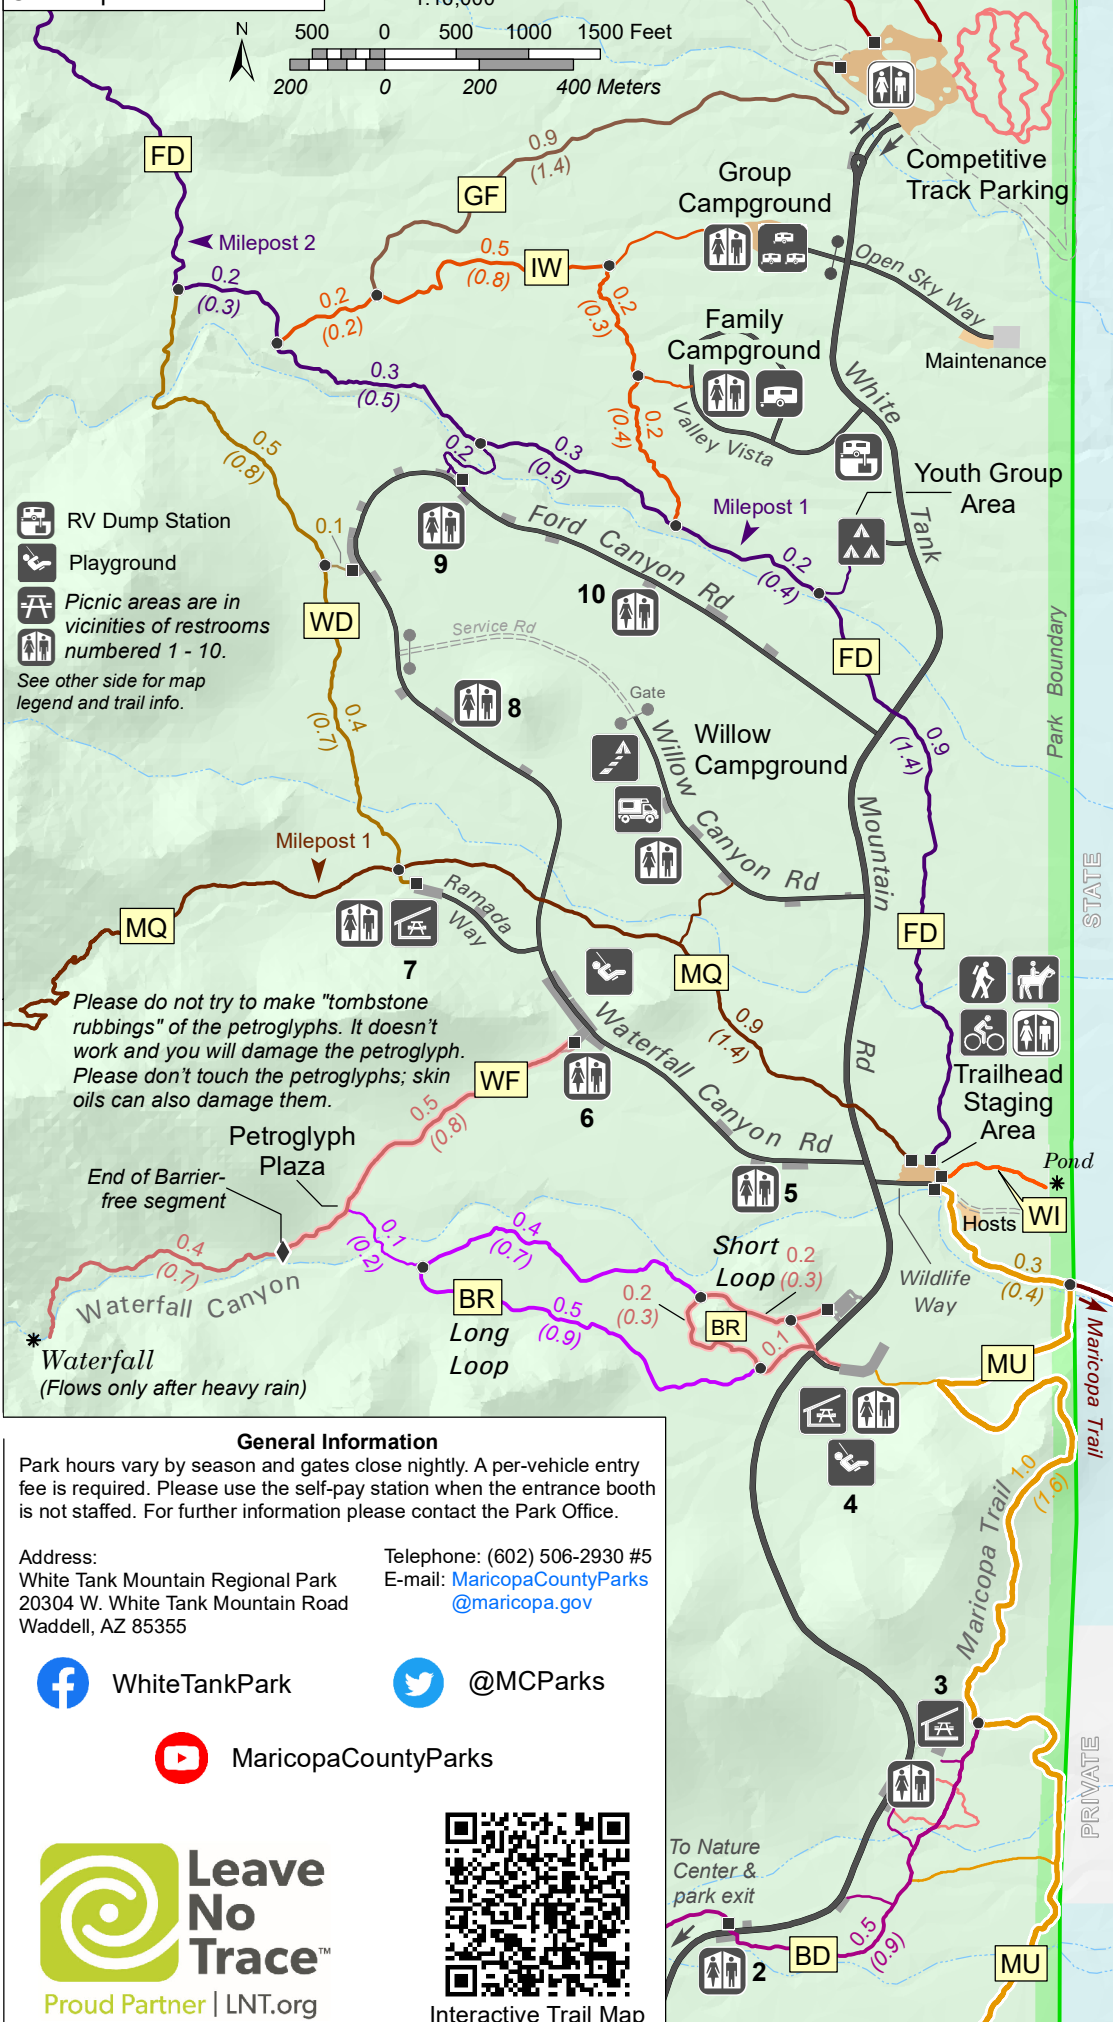 N
500 0 500 1000 1500 Feet
200 0 200 400 Meters
FD
0.9
(1.4)
GF
Competitive
Track Parking
Group
Campground
Milepost 2
0.5
(0.8)
IW
0.2
(0.3)
0.2
(0.2)
0.2
(0.3)
Open Sky Way
Maintenance
Family
Campground
0.3
(0.5)
White
Tank
Mountain
Rd
Valley Vista
0.2
(0.4)
0.2
0.3
(0.5)
0.5
(0.8)
Youth Group
Area
Milepost 1
RV Dump Station
Playground
Picnic areas are in
vicinities of restrooms
numbered 1 - 10.
See other side for map
legend and trail info.
0.1
9
Ford Canyon Rd
0.2
(0.4)
10
WD
Service Rd
FD
Park Boundary
8
Gate
0.4
(0.7)
Willow
Campground
Willow Canyon Rd
0.9
(1.4)
Milepost 1
STATE
Ramada
Way
MQ
7
FD
MQ
Please do not try to make "tombstone
rubbings" of the petroglyphs. It doesn't
work and you will damage the petroglyph.
Please don't touch the petroglyphs; skin
oils can also damage them.
0.9
(1.4)
Waterfall Canyon Rd
WF
6
0.5
(0.8)
Trailhead
Staging
Area
Petroglyph
Plaza
End of Barrier-
free segment
Pond
5
Hosts
WI
0.4
(0.7)
0.1
(0.2)
0.4
(0.7)
Short
Loop
0.2
(0.3)
Wildlife
Way
0.3
(0.4)
Waterfall Canyon
BR
Long
Loop
0.5
(0.9)
0.2
(0.3)
BR
0.1
Waterfall
(Flows only after heavy rain)
MU
Maricopa Trail
4
General Information
Park hours vary by season and gates close nightly. A per-vehicle entry
fee is required. Please use the self-pay station when the entrance booth
is not staffed. For further information please contact the Park Office.
Address:
White Tank Mountain Regional Park
20304 W. White Tank Mountain Road
Waddell, AZ 85355
Telephone: (602) 506-2930 #5
E-mail: MaricopaCountyParks
@maricopa.gov
WhiteTankPark
@MCParks
MaricopaCountyParks
1.0
(1.6)
Maricopa Trail
3
PRIVATE
To Nature
Center &
park exit
0.5
(0.9)
BD
2
MU
Leave
No
Trace™
Proud Partner | LNT.org
Interactive Trail Map